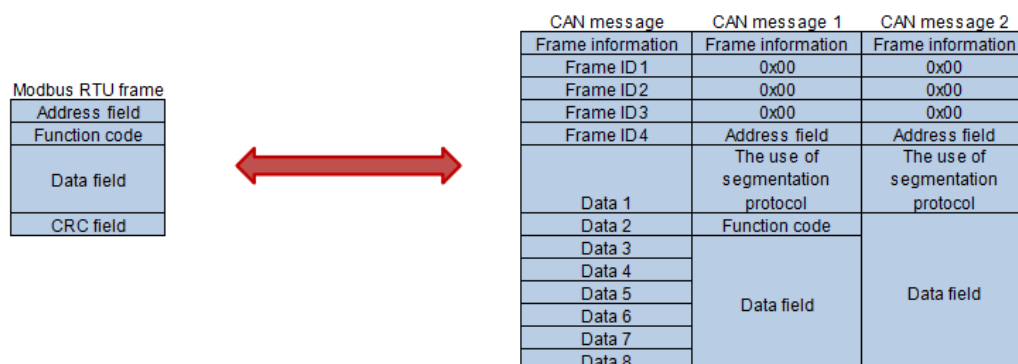 Modbus RTU frame
Address field
Function code
Data field
CRC field
CAN message CAN message 1 CAN message 2
Frame information Frame information Frame information
Frame ID1 0x00 0x00
Frame ID2 0x00 0x00
Frame ID3 0x00 0x00
Frame ID4 Address field Address field
The use of The use of
segmentation segmentation
Data 1 protocol protocol
Data 2 Function code
Data 3
Data 4
Data 5 Data field Data field
Data 6
Data 7
Data 8